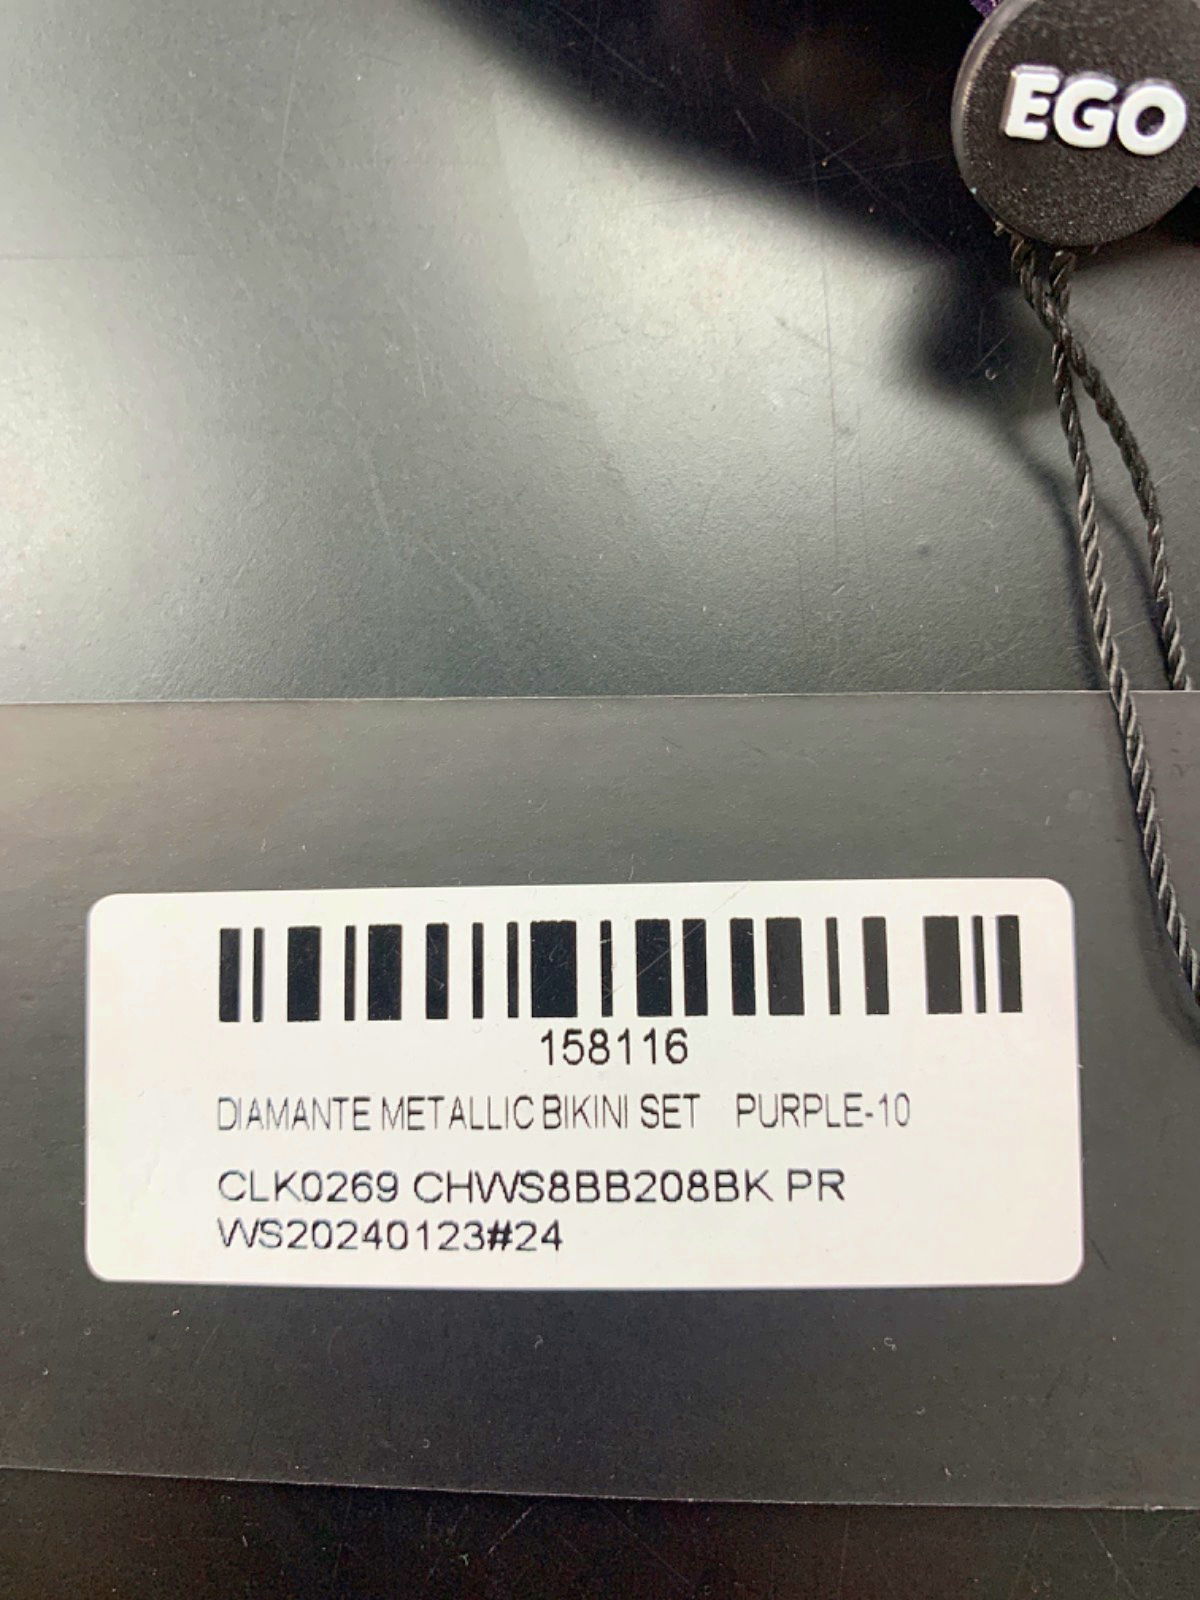 EGO
158116
DIAMANTE METALLIC BIKINI SET PURPLE-10
CLK0269 CHWS8BB208BK PR
WS20240123#24